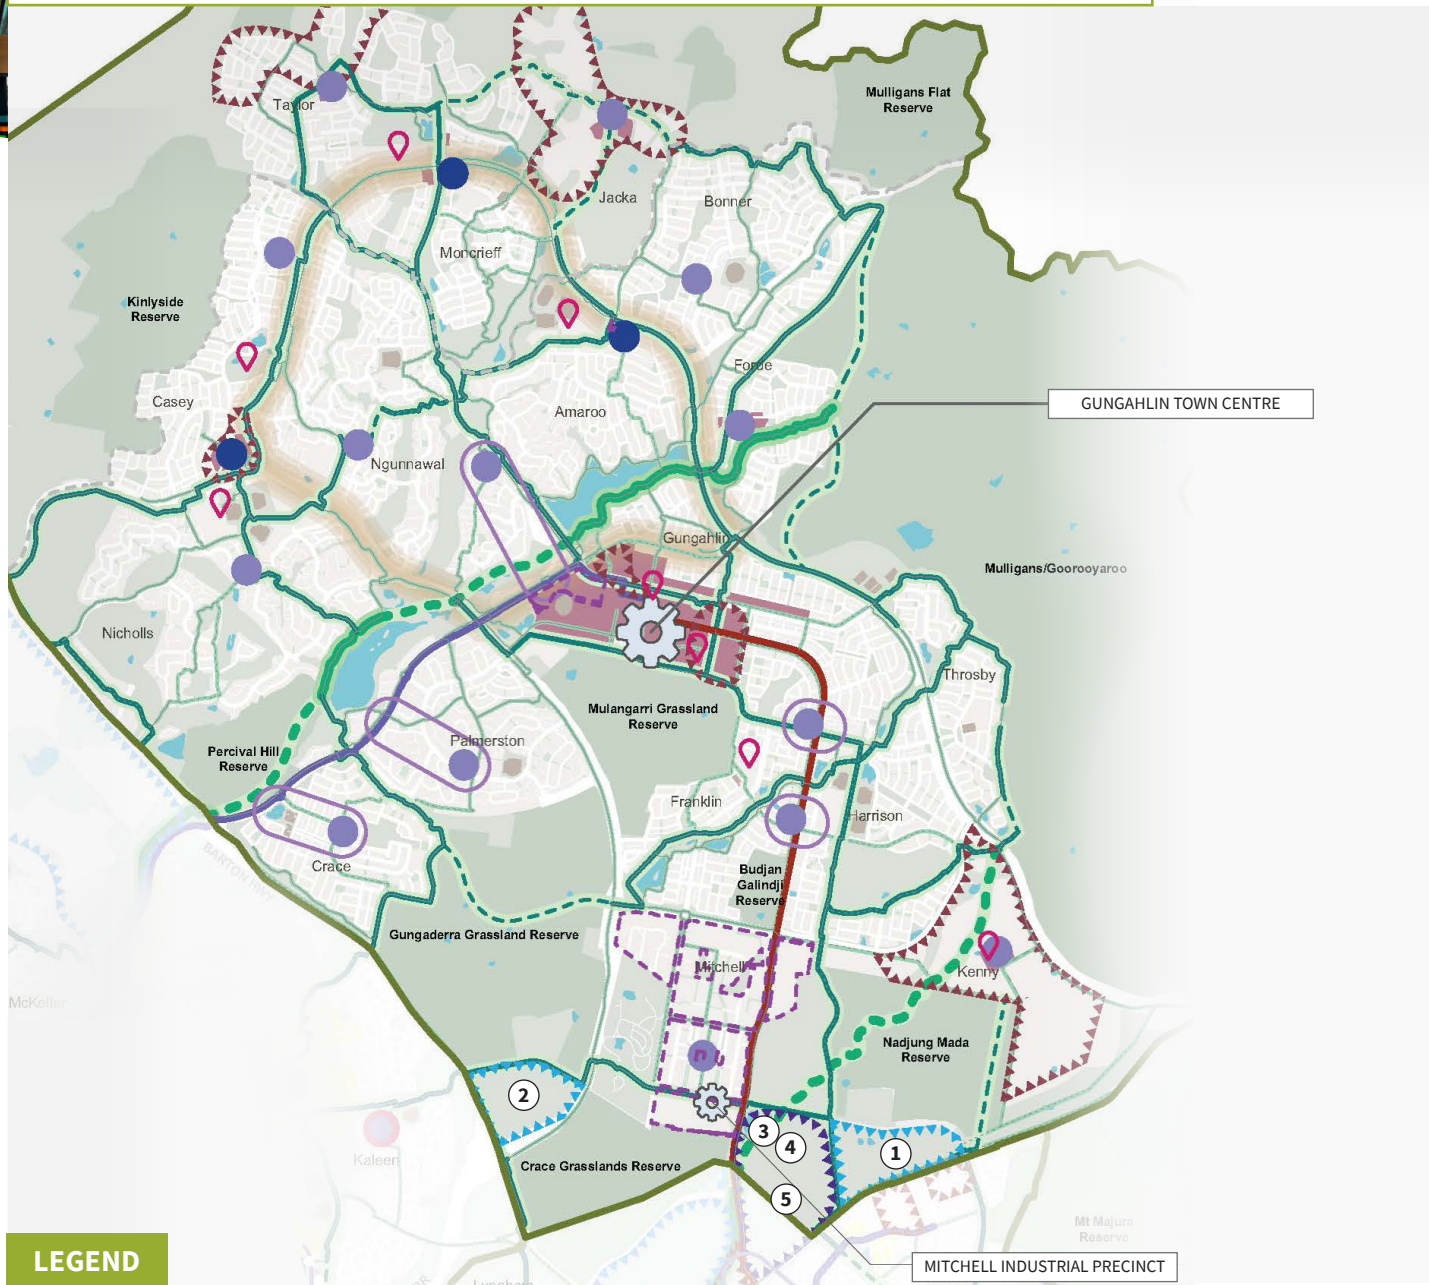 Taylor
Mulligans Flat
Reserve
Jacka
Bonner
Moncrieff
Kinlyside
Reserve
Forde
GUNGAHLIN TOWN CENTRE
Casey
Amaroo
Ngunnawal
Gungahlin
Mulligans/Goorooyaroo
Nicholls
Throsby
Mulangarri Grassland
Reserve
Palmerston
Percival Hill
Reserve
Franklin
Harrison
Crace
BARTON
Budjan
Galindji
Reserve
Gungaderra Grassland Reserve
Mitchell
Kenny
McKellar
Nadjung Mada
Reserve
2
3
4
1
Kaleen
Crace Grasslands Reserve
5
Mt Majura
Reserve
LEGEND
MITCHELL INDUSTRIAL PRECINCT